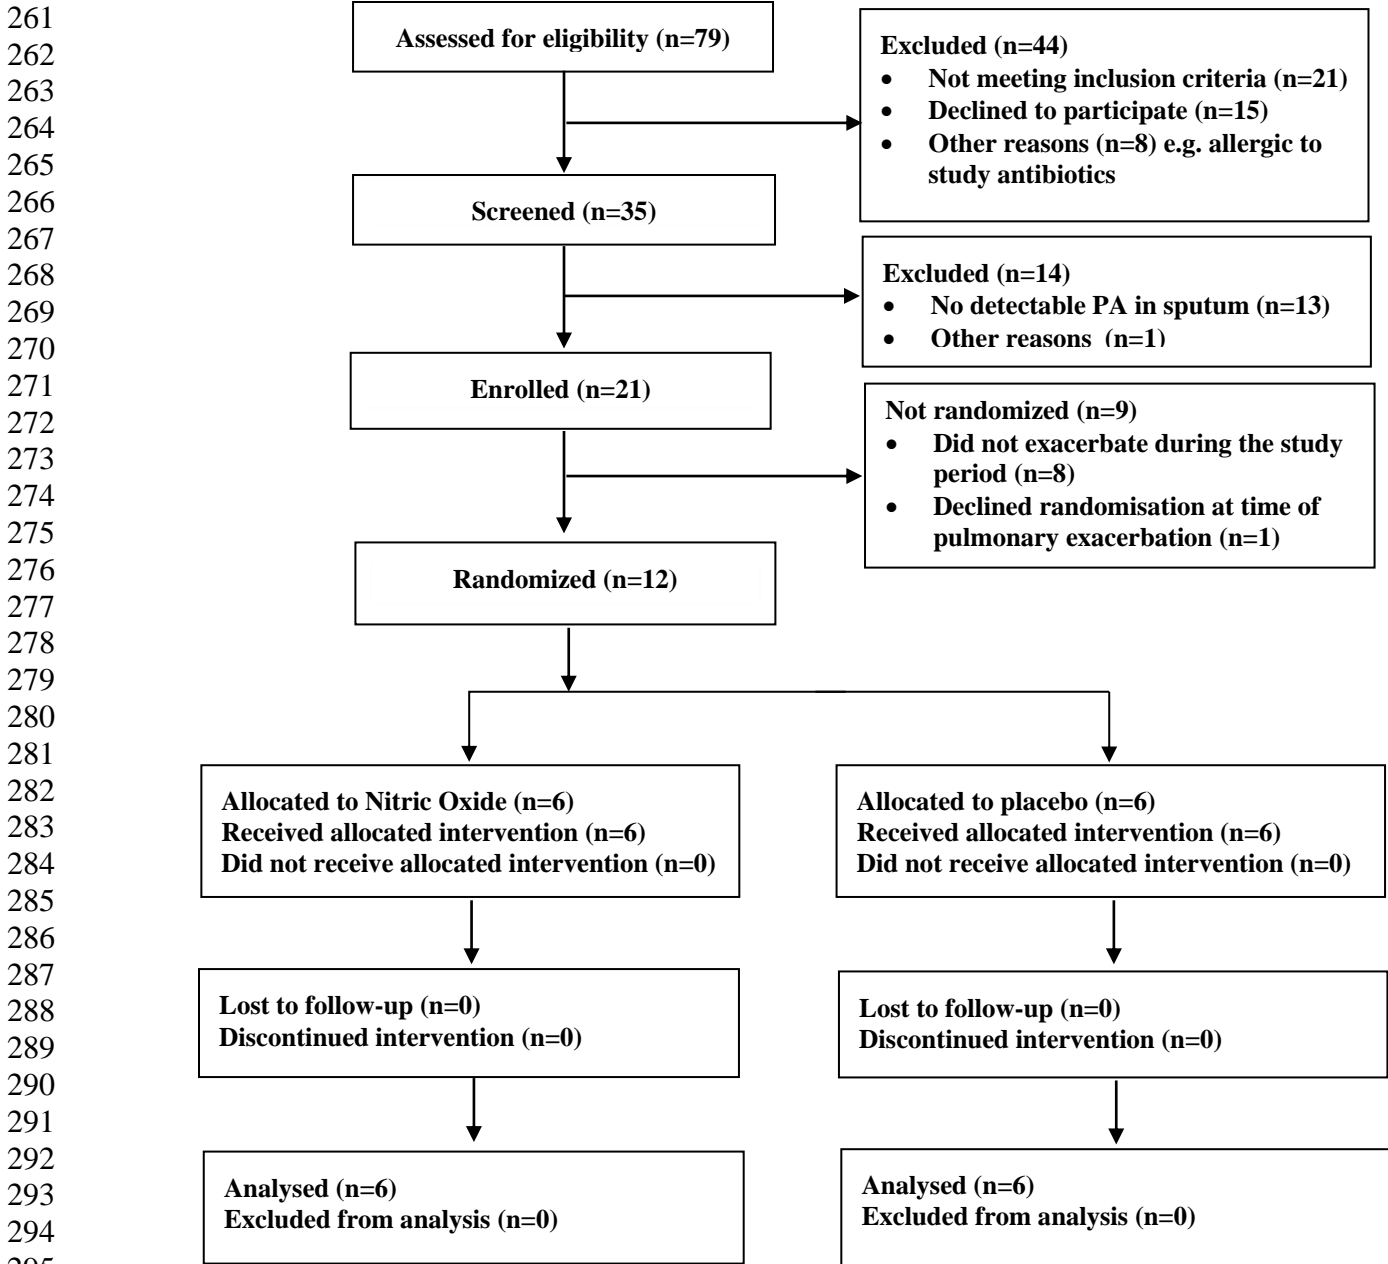 261
262
263
264
265
266
267
268
269
270
271
272
273
274
275
276
277
278
279
280
281
282
283
284
285
286
287
288
289
290
291
292
293
294
295
Assessed for eligibility (n=79)
Excluded (n=44)
• Not meeting inclusion criteria (n=21)
• Declined to participate (n=15)
• Other reasons (n=8) e.g. allergic to
study antibiotics
Screened (n=35)
Excluded (n=14)
• No detectable PA in sputum (n=13)
• Other reasons (n=1)
Enrolled (n=21)
Not randomized (n=9)
• Did not exacerbate during the study
period (n=8)
• Declined randomisation at time of
pulmonary exacerbation (n=1)
Randomized (n=12)
Allocated to Nitric Oxide (n=6)
Received allocated intervention (n=6)
Did not receive allocated intervention (n=0)
Allocated to placebo (n=6)
Received allocated intervention (n=6)
Did not receive allocated intervention (n=0)
Lost to follow-up (n=0)
Discontinued intervention (n=0)
Lost to follow-up (n=0)
Discontinued intervention (n=0)
Analysed (n=6)
Excluded from analysis (n=0)
Analysed (n=6)
Excluded from analysis (n=0)